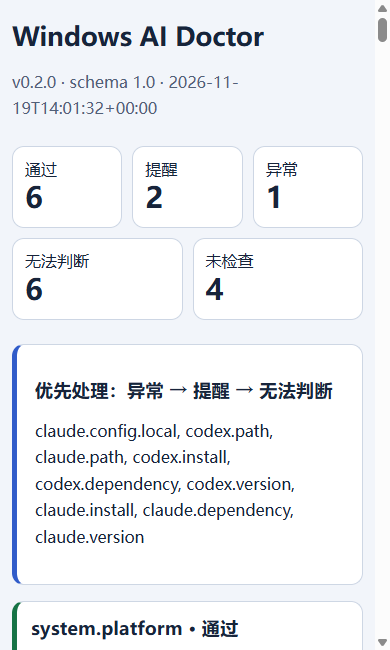 Windows AI Doctor
v0.2.0 · schema 1.0 · 2026-11-
19T14:01:32+00:00
通过
6
提醒
2
异常
1
无法判断
6
未检查
4
优先处理：异常 → 提醒 → 无法判断
claude.config.local, codex.path,
claude.path, codex.install,
codex.dependency, codex.version,
claude.install, claude.dependency,
claude.version
system.platform · 通过